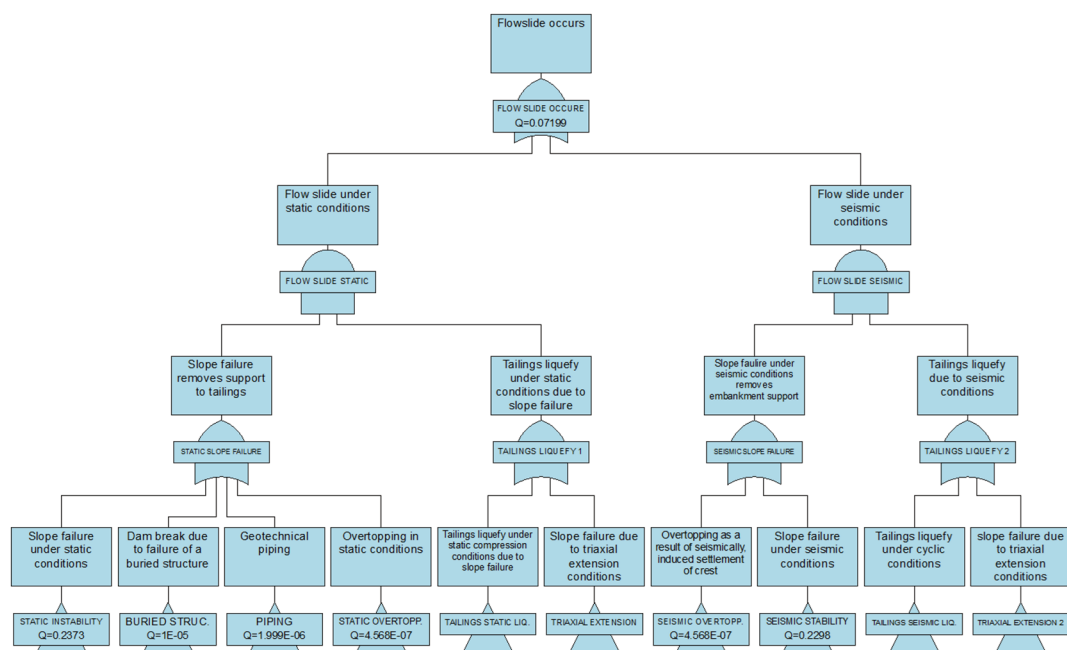 Flowslide occurs
FLOW SLIDE OCCURE
Q=0.07199
Flow slide under
static conditions
Flow slide under
seismic
conditions
FLOW SLIDE STATIC
FLOW SLIDE SEISMIC
Slope failure
removes support
to tailings
Tailings liquefy
under static
conditions due to
slope failure
Slope faulire under
seismic conditions
removes
embankment support
Tailings liquefy
due to seismic
conditions
STATIC SLOPE FAILURE
TAILINGS LIQUEFY 1
SEISMIC SLOPE FAILURE
TAILINGS LIQUEFY 2
Slope failure
under static
conditions
Dam break due
to failure of a
buried structure
Geotechnical
piping
Overtopping in
static conditions
Tailings liquefy under
static compression
conditions due to
slope failure
Slope failure due
to triaxial
extension
conditions
Overtopping as a
result of seismically,
induced settlement
of crest
Slope failure
under seismic
conditions
Tailings liquefy
under cyclic
conditions
slope failure due
to triaxial
extension
conditions
STATIC INSTABILITY
Q=0.2373
BURIED STRUC.
Q=1E-05
PIPING
Q=1.999E-06
STATIC OVERTOPP.
Q=4.568E-07
TAILINGS STATIC LIQ.
TRIAXIAL EXTENSION
SEISMIC OVERTOPP.
Q=4.568E-07
SEISMIC STABILITY
Q=0.2298
TAILINGS SEISMIC LIQ.
TRIAXIAL EXTENSION 2